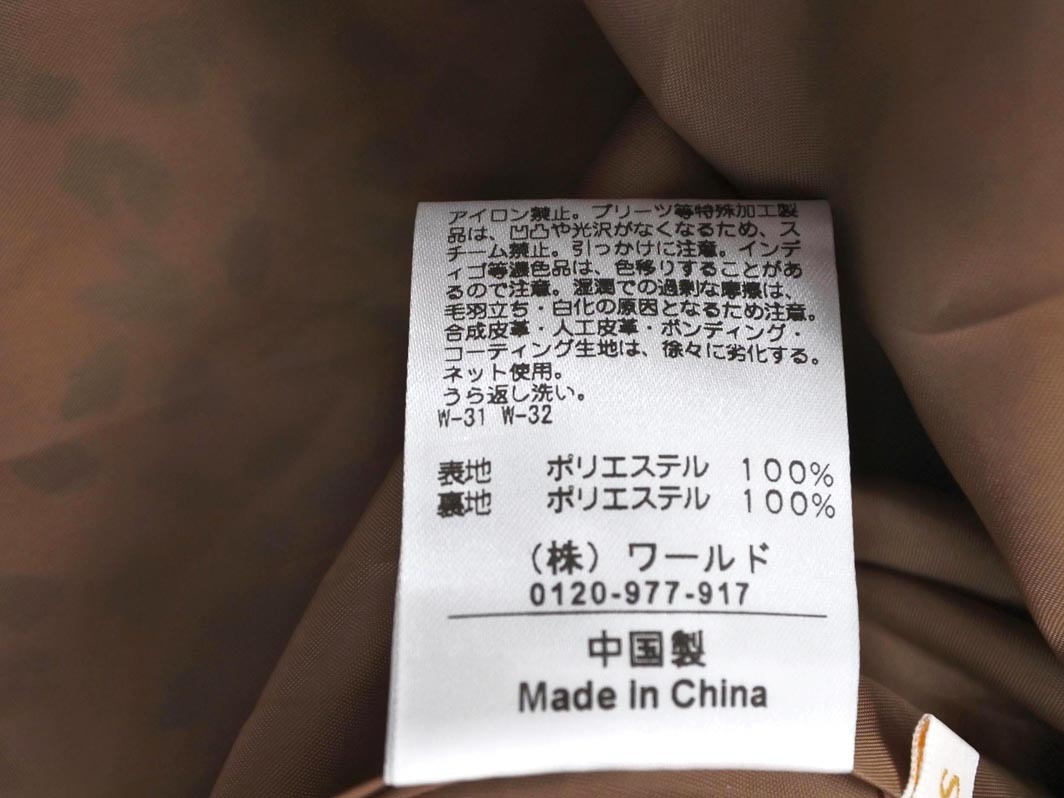 アイロン禁止。プリーツ等特殊加工製
品は、凹凸や光沢がなくなるため、ス
チーム禁止。引っかけに注意。インデ
ィゴ等濃色品は、色移りすることがあ
るので注意。湿潤での過剰な摩擦は、
毛羽立ち・白化の原因となるため注意。
合成皮革・人工皮革・ボンディング・
コーティング生地は、徐々に劣化する。
ネット使用。
うら返し洗い。
W-31 W-32
表地 ポリエステル 100%
裏地 ポリエステル 100%
(株) ワールド
0120-977-917
中国製
Made in China